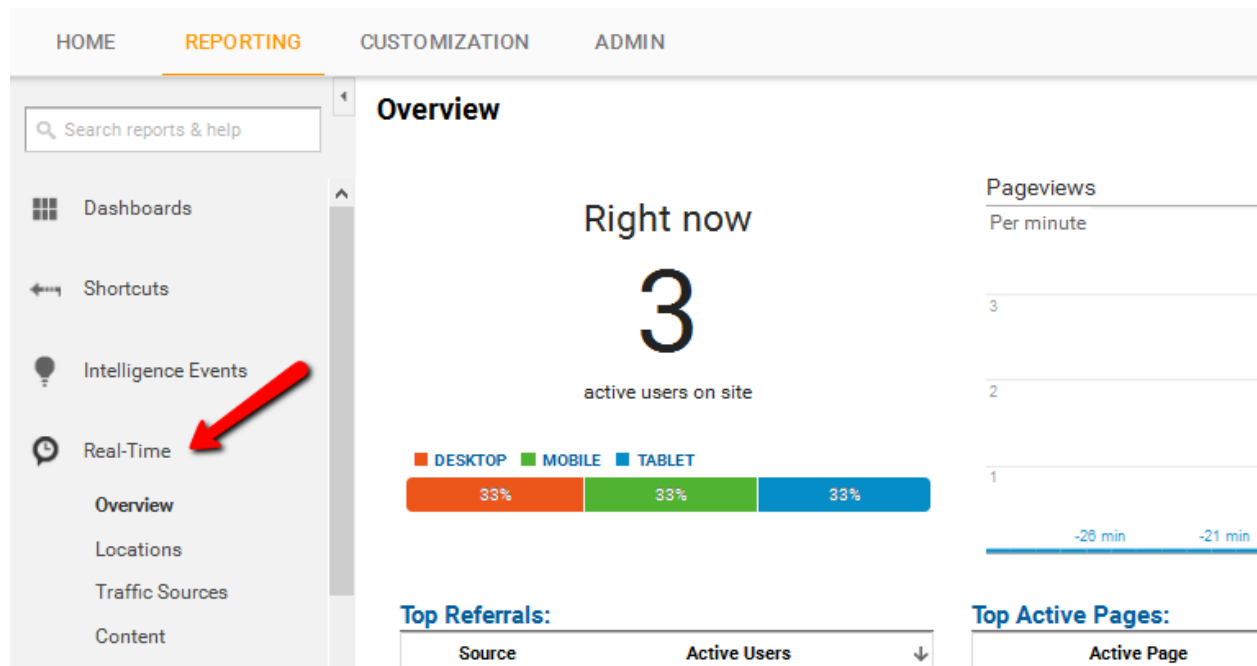 HOME REPORTING CUSTOMIZATION ADMIN
Search reports & help
Dashboards
Shortcuts
Intelligence Events
Real-Time
Overview
Locations
Traffic Sources
Content
Overview
Right now
3
active users on site
DESKTOP MOBILE TABLET
33% 33% 33%
Pageviews
Per minute
3
2
1
-26 min -21 min
Top Referrals:
Source Active Users
Top Active Pages:
Active Page